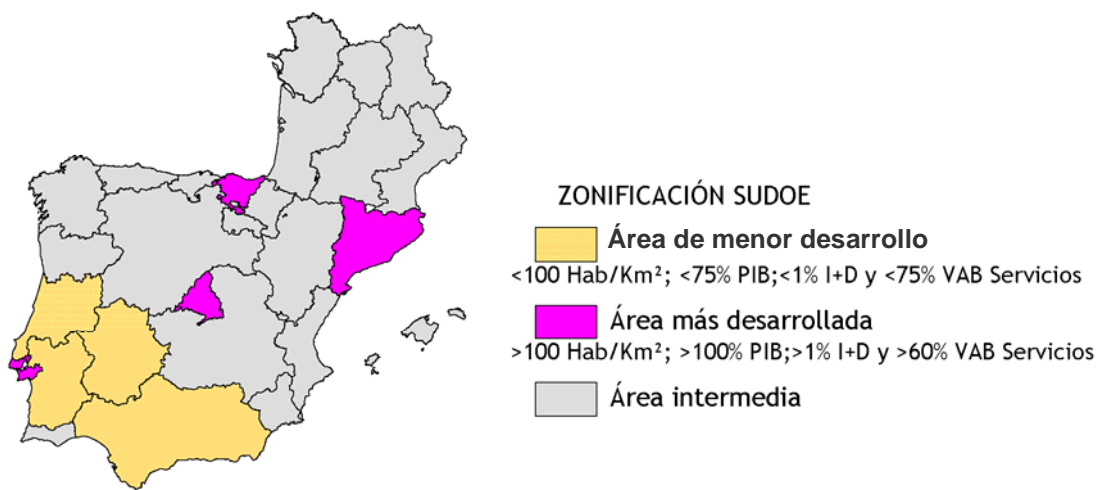 ZONIFICACIÓN SUDOE
Área de menor desarrollo
<100 Hab/Km²; <75% PIB;<1% I+D y <75% VAB Servicios
Área más desarrollada
>100 Hab/Km²; >100% PIB;>1% I+D y >60% VAB Servicios
Área intermedia